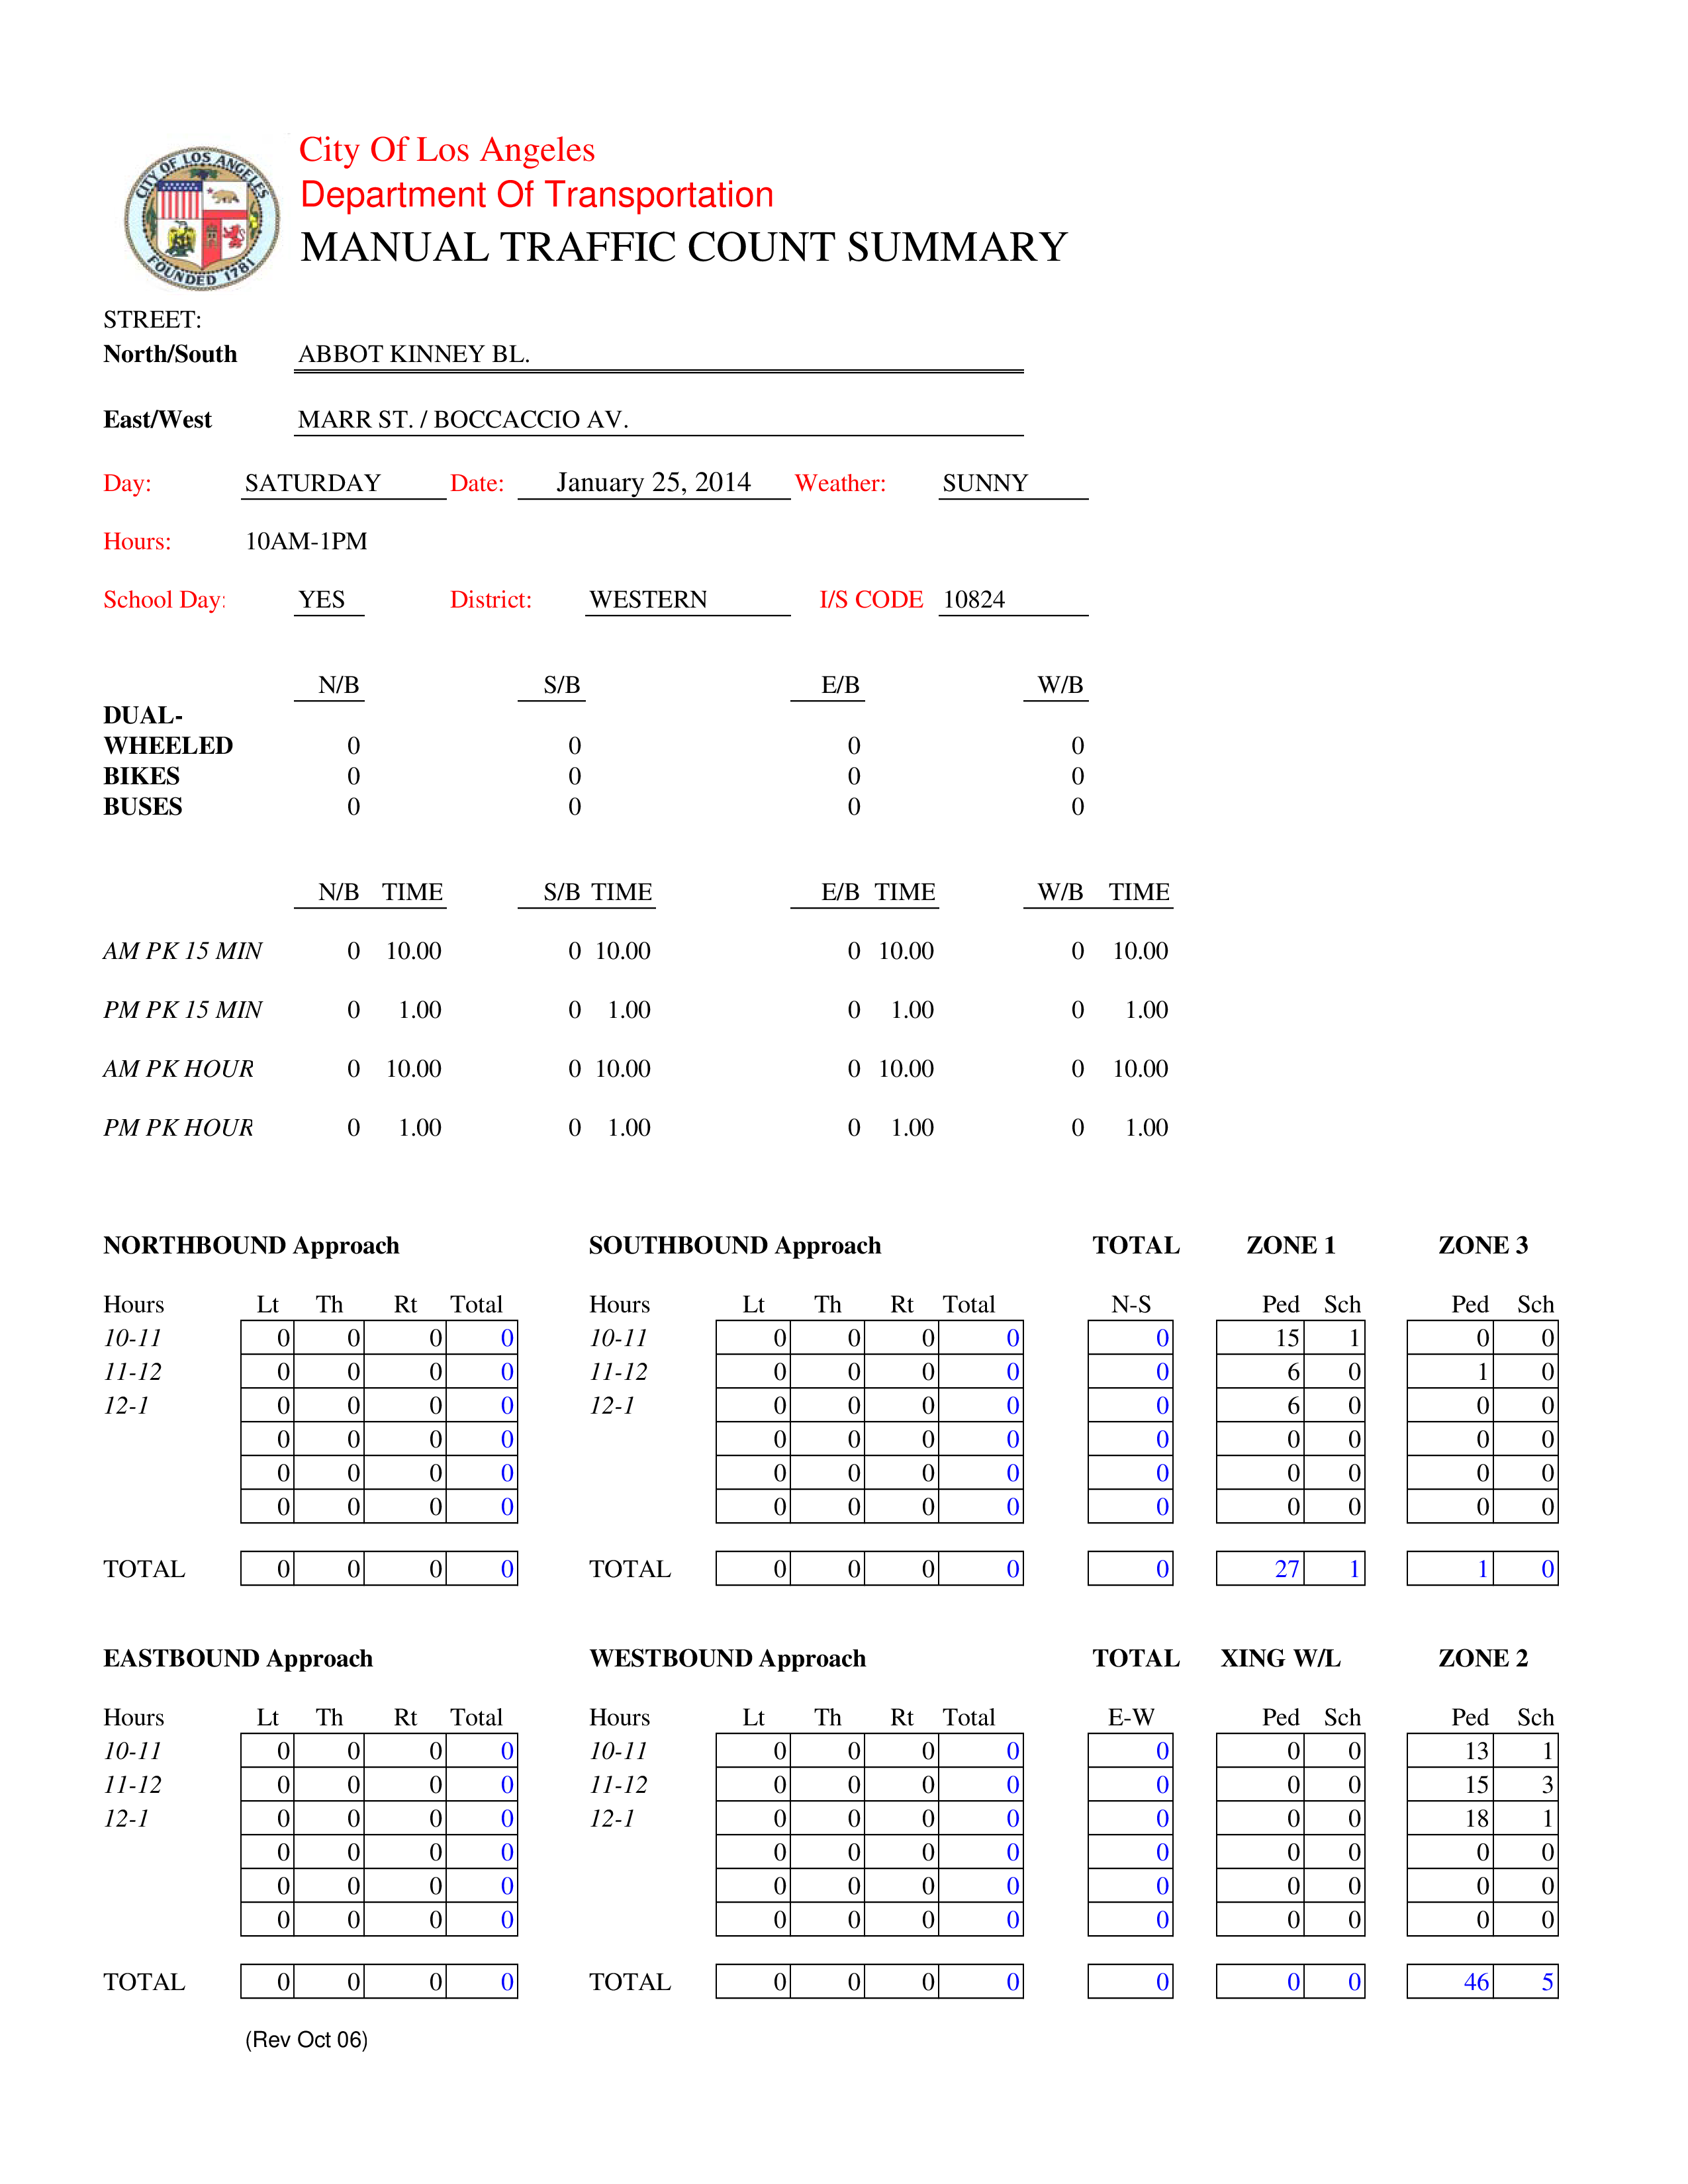 CITY OF LOS ANGELES
FOUNDED 1781
City Of Los Angeles
Department Of Transportation
MANUAL TRAFFIC COUNT SUMMARY
STREET:
North/South ABBOT KINNEY BL.
East/West MARR ST. / BOCCACCIO AV.
Day: SATURDAY Date: January 25, 2014 Weather: SUNNY
Hours: 10AM-1PM
School Day: YES District: WESTERN I/S CODE 10824
N/B S/B E/B W/B
DUAL-
WHEELED 0 0 0 0
BIKES 0 0 0 0
BUSES 0 0 0 0
N/B TIME S/B TIME E/B TIME W/B TIME
AM PK 15 MIN 0 10.00 0 10.00 0 10.00 0 10.00
PM PK 15 MIN 0 1.00 0 1.00 0 1.00 0 1.00
AM PK HOUR 0 10.00 0 10.00 0 10.00 0 10.00
PM PK HOUR 0 1.00 0 1.00 0 1.00 0 1.00
NORTHBOUND Approach SOUTHBOUND Approach TOTAL ZONE 1 ZONE 3
Hours Lt Th Rt Total Hours Lt Th Rt Total N-S Ped Sch Ped Sch
10-11 0 0 0 0 10-11 0 0 0 0 0 15 1 0 0
11-12 0 0 0 0 11-12 0 0 0 0 0 6 0 1 0
12-1 0 0 0 0 12-1 0 0 0 0 0 6 0 0 0
0 0 0 0 0 0 0 0 0 0 0 0 0
0 0 0 0 0 0 0 0 0 0 0 0 0
0 0 0 0 0 0 0 0 0 0 0 0 0
TOTAL 0 0 0 0 TOTAL 0 0 0 0 0 27 1 1 0
EASTBOUND Approach WESTBOUND Approach TOTAL XING W/L ZONE 2
Hours Lt Th Rt Total Hours Lt Th Rt Total E-W Ped Sch Ped Sch
10-11 0 0 0 0 10-11 0 0 0 0 0 0 0 13 1
11-12 0 0 0 0 11-12 0 0 0 0 0 0 0 15 3
12-1 0 0 0 0 12-1 0 0 0 0 0 0 0 18 1
0 0 0 0 0 0 0 0 0 0 0 0 0
0 0 0 0 0 0 0 0 0 0 0 0 0
0 0 0 0 0 0 0 0 0 0 0 0 0
TOTAL 0 0 0 0 TOTAL 0 0 0 0 0 0 0 46 5
(Rev Oct 06)